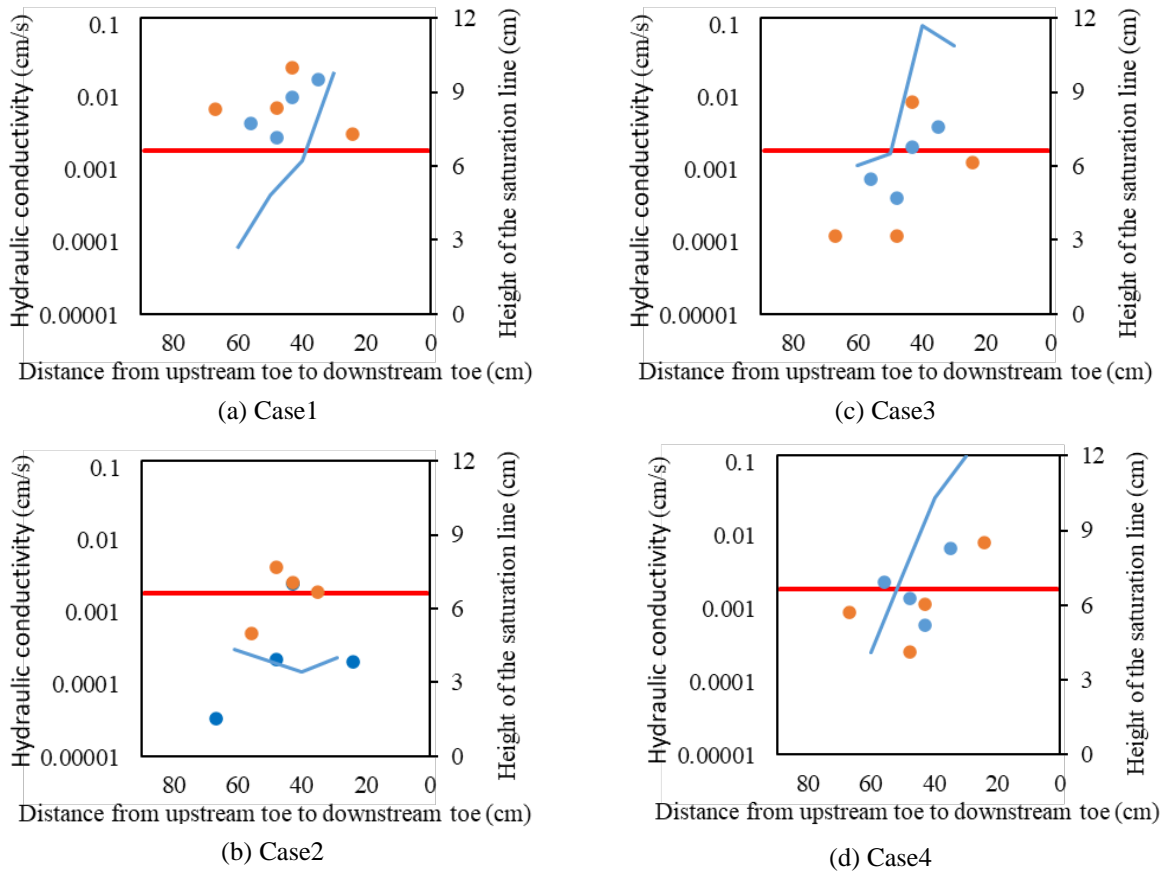 Hydraulic conductivity (cm/s)
0.1
0.01
0.001
0.0001
0.00001
12
9
6
3
0
Height of the saturation line (cm)
80 60 40 20 0
Distance from upstream toe to downstream toe (cm)
(a) Case1
Hydraulic conductivity (cm/s)
0.1
0.01
0.001
0.0001
0.00001
12
9
6
3
0
Height of the saturation line (cm)
80 60 40 20 0
Distance from upstream toe to downstream toe (cm)
(c) Case3
Hydraulic conductivity (cm/s)
0.1
0.01
0.001
0.0001
0.00001
12
9
6
3
0
Height of the saturation line (cm)
80 60 40 20 0
Distance from upstream toe to downstream toe (cm)
(b) Case2
Hydraulic conductivity (cm/s)
0.1
0.01
0.001
0.0001
0.00001
12
9
6
3
0
Height of the saturation line (cm)
80 60 40 20 0
Distance from upstream toe to downstream toe (cm)
(d) Case4